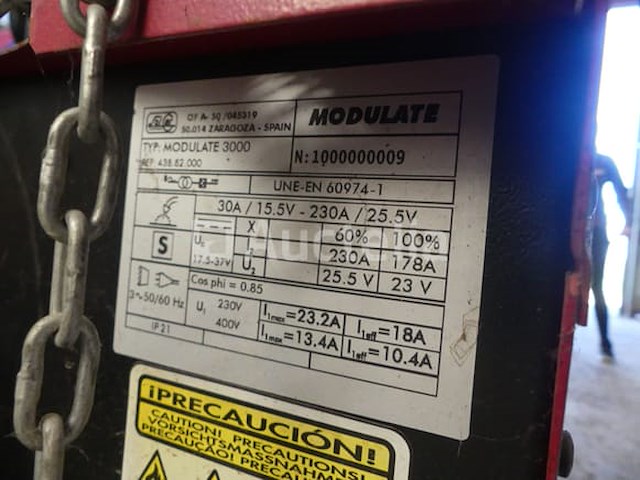 CIF A- 50 /045319
50.014 ZARAGOZA - SPAIN
MODULATE
TYP: MODULATE 3000
REF: 438.82.000
N:1000000009
UNE-EN 60974-1
30A / 15.5V - 230A / 25.5V
S
X 60% 100%
U₀ I₂ 230A 178A
17.5-37V U₂ 25.5 V 23 V
Cos phi = 0.85
3~50/60 Hz
U₁ 230V I₁max=23.2A I₁eff=18A
400V I₁max=13.4A I₁eff=10.4A
IP 21
¡PRECAUCIÓN!
CAUTION! PRECAUTIONS!
VORSICHTSMASSNAHME
PRECAUÇÃO! PRECA